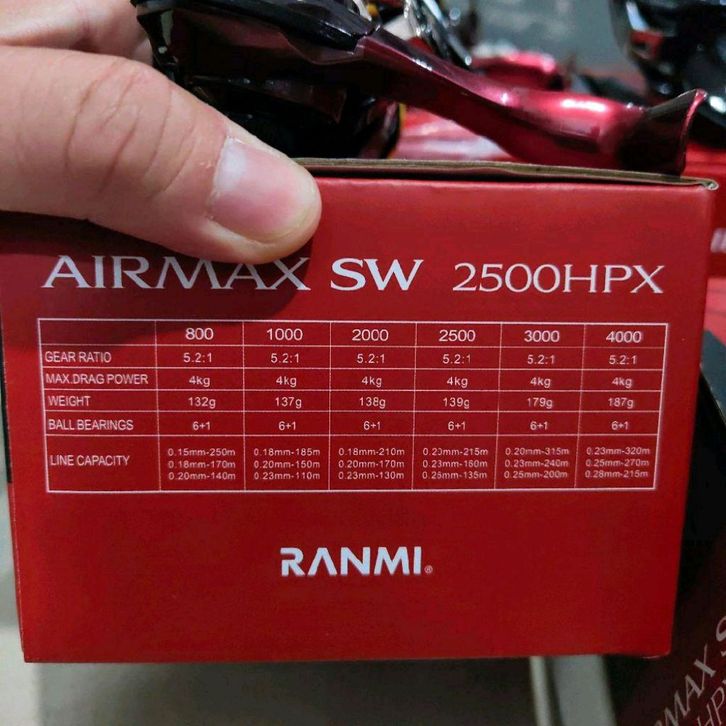 AIRMAX SW 2500HPX
800 1000 2000 2500 3000 4000
GEAR RATIO 5.2:1 5.2:1 5.2:1 5.2:1 5.2:1 5.2:1
MAX.DRAG POWER 4kg 4kg 4kg 4kg 4kg 4kg
WEIGHT 132g 137g 138g 139g 179g 187g
BALL BEARINGS 6+1 6+1 6+1 6+1 6+1 6+1
0.15mm-250m 0.18mm-185m 0.18mm-210m 0.20mm-215m 0.20mm-315m 0.23mm-320m
LINE CAPACITY 0.18mm-170m 0.20mm-150m 0.20mm-170m 0.23mm-160m 0.23mm-240m 0.25mm-270m
0.20mm-140m 0.23mm-110m 0.23mm-130m 0.25mm-135m 0.25mm-200m 0.28mm-215m
RANMI®